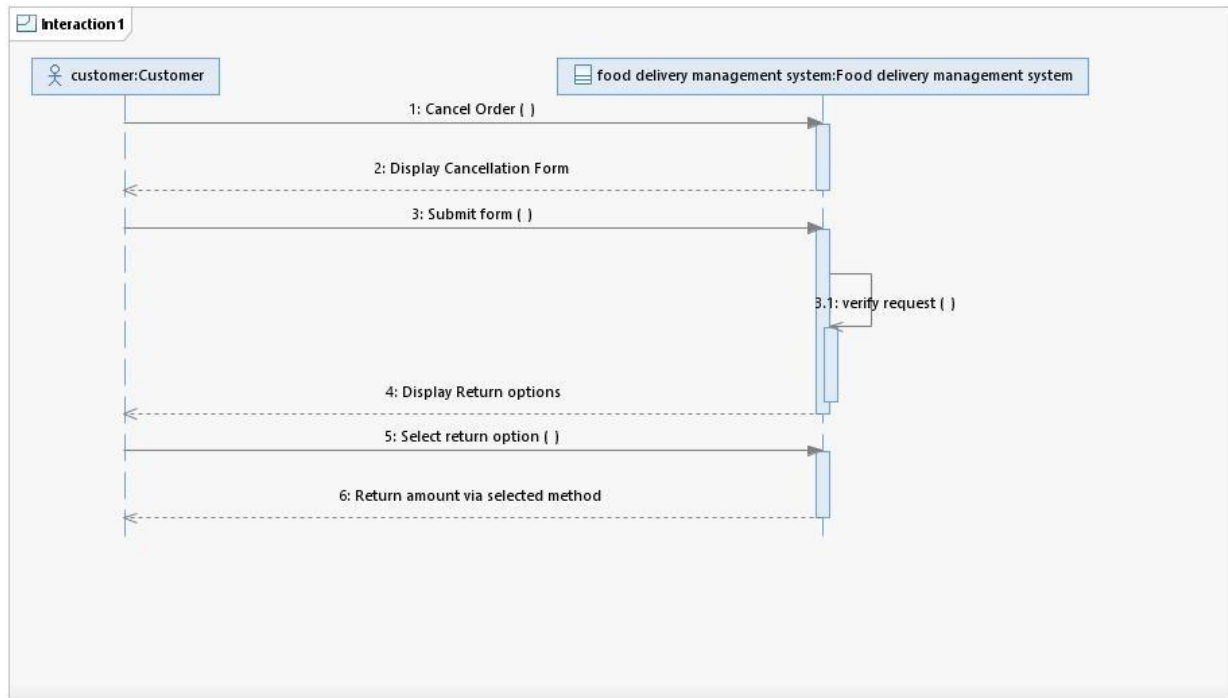 Interaction1
customer:Customer
food delivery management system:Food delivery management system
1: Cancel Order ( )
2: Display Cancellation Form
3: Submit form ( )
3.1: verify request ( )
4: Display Return options
5: Select return option ( )
6: Return amount via selected method